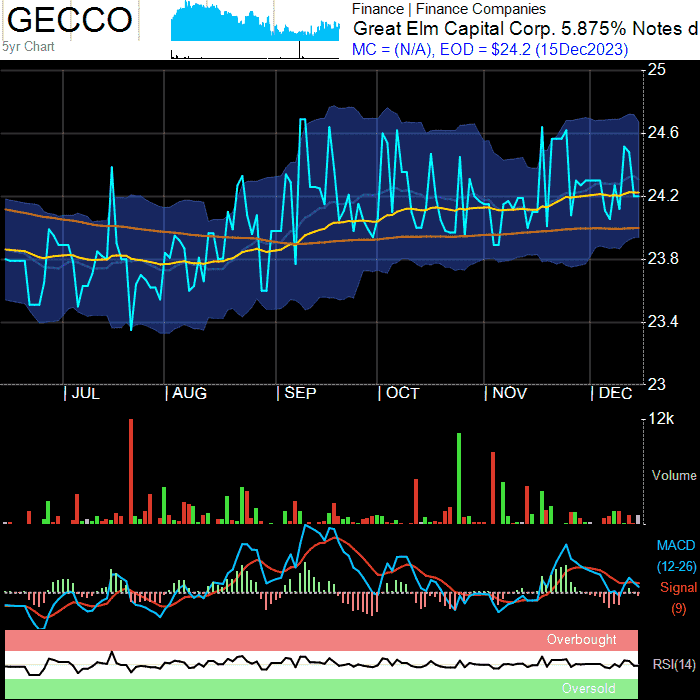 GECCO
5yr Chart
Finance | Finance Companies
Great Elm Capital Corp. 5.875% Notes d
MC = (N/A), EOD = $24.2 (15Dec2023)
25
24.6
24.2
23.8
23.4
23
| JUL | AUG | SEP | OCT | NOV | DEC
12k
Volume
MACD
(12-26)
Signal
(9)
Overbought
RSI(14)
Oversold